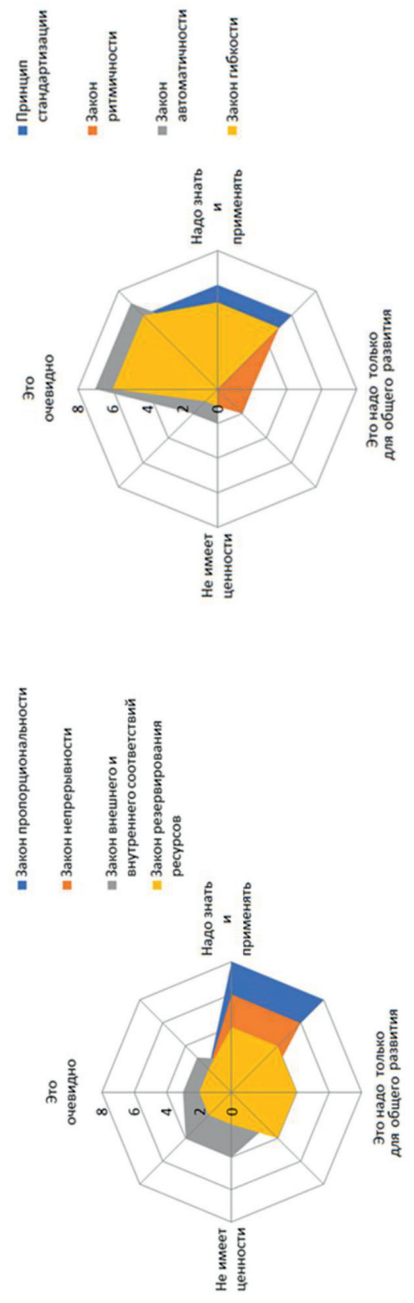 Закон пропорциональности
Закон непрерывности
Закон внешнего и
внутреннего соответствий
Закон резервирования
ресурсов
Это
очевидно
8
6
4
2
0
Надо знать
и
применять
Это надо только
для общего развития
Не имеет
ценности
Принцип
стандартизации
Закон
ритмичности
Закон
автоматичности
Закон гибкости
Это
очевидно
8
6
4
2
0
Надо знать
и
применять
Это надо только
для общего развития
Не имеет
ценности